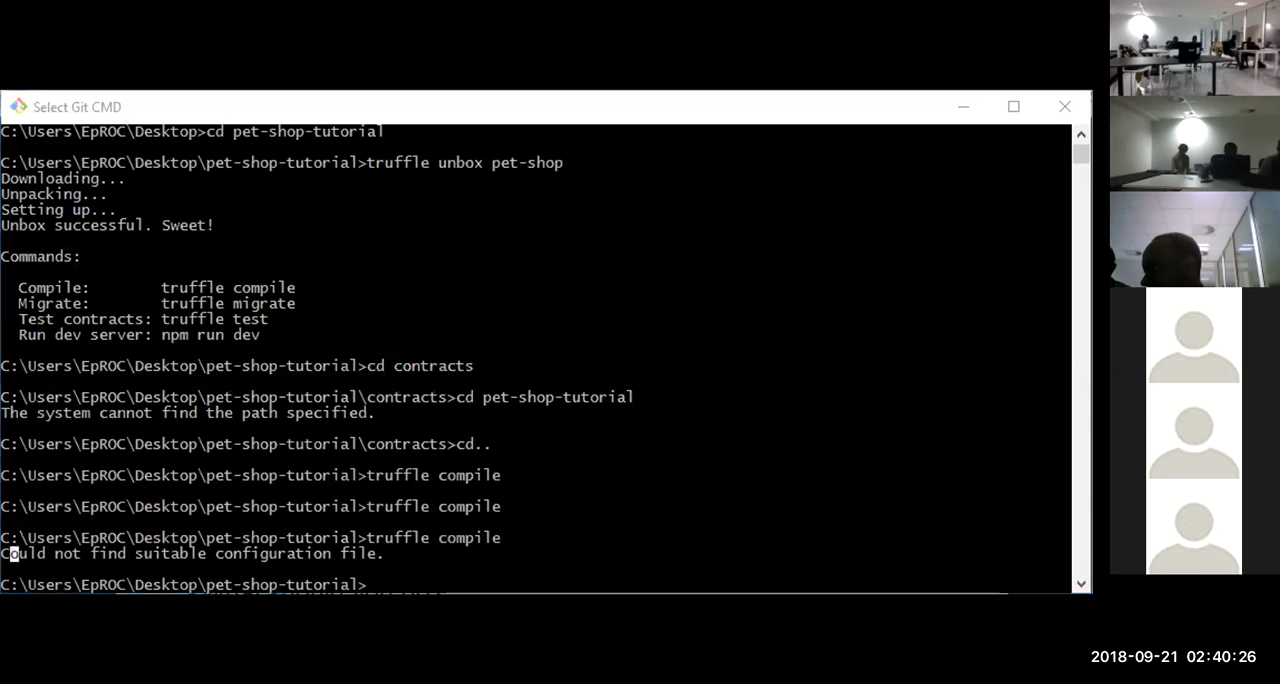 Select Git CMD
C:\Users\EpROC\Desktop>cd pet-shop-tutorial
C:\Users\EpROC\Desktop\pet-shop-tutorial>truffle unbox pet-shop
Downloading...
Unpacking...
Setting up...
Unbox successful. Sweet!
Commands:
Compile: truffle compile
Migrate: truffle migrate
Test contracts: truffle test
Run dev server: npm run dev
C:\Users\EpROC\Desktop\pet-shop-tutorial>cd contracts
C:\Users\EpROC\Desktop\pet-shop-tutorial\contracts>cd pet-shop-tutorial
The system cannot find the path specified.
C:\Users\EpROC\Desktop\pet-shop-tutorial\contracts>cd..
C:\Users\EpROC\Desktop\pet-shop-tutorial>truffle compile
C:\Users\EpROC\Desktop\pet-shop-tutorial>truffle compile
C:\Users\EpROC\Desktop\pet-shop-tutorial>truffle compile
Could not find suitable configuration file.
C:\Users\EpROC\Desktop\pet-shop-tutorial>
2018-09-21 02:40:26